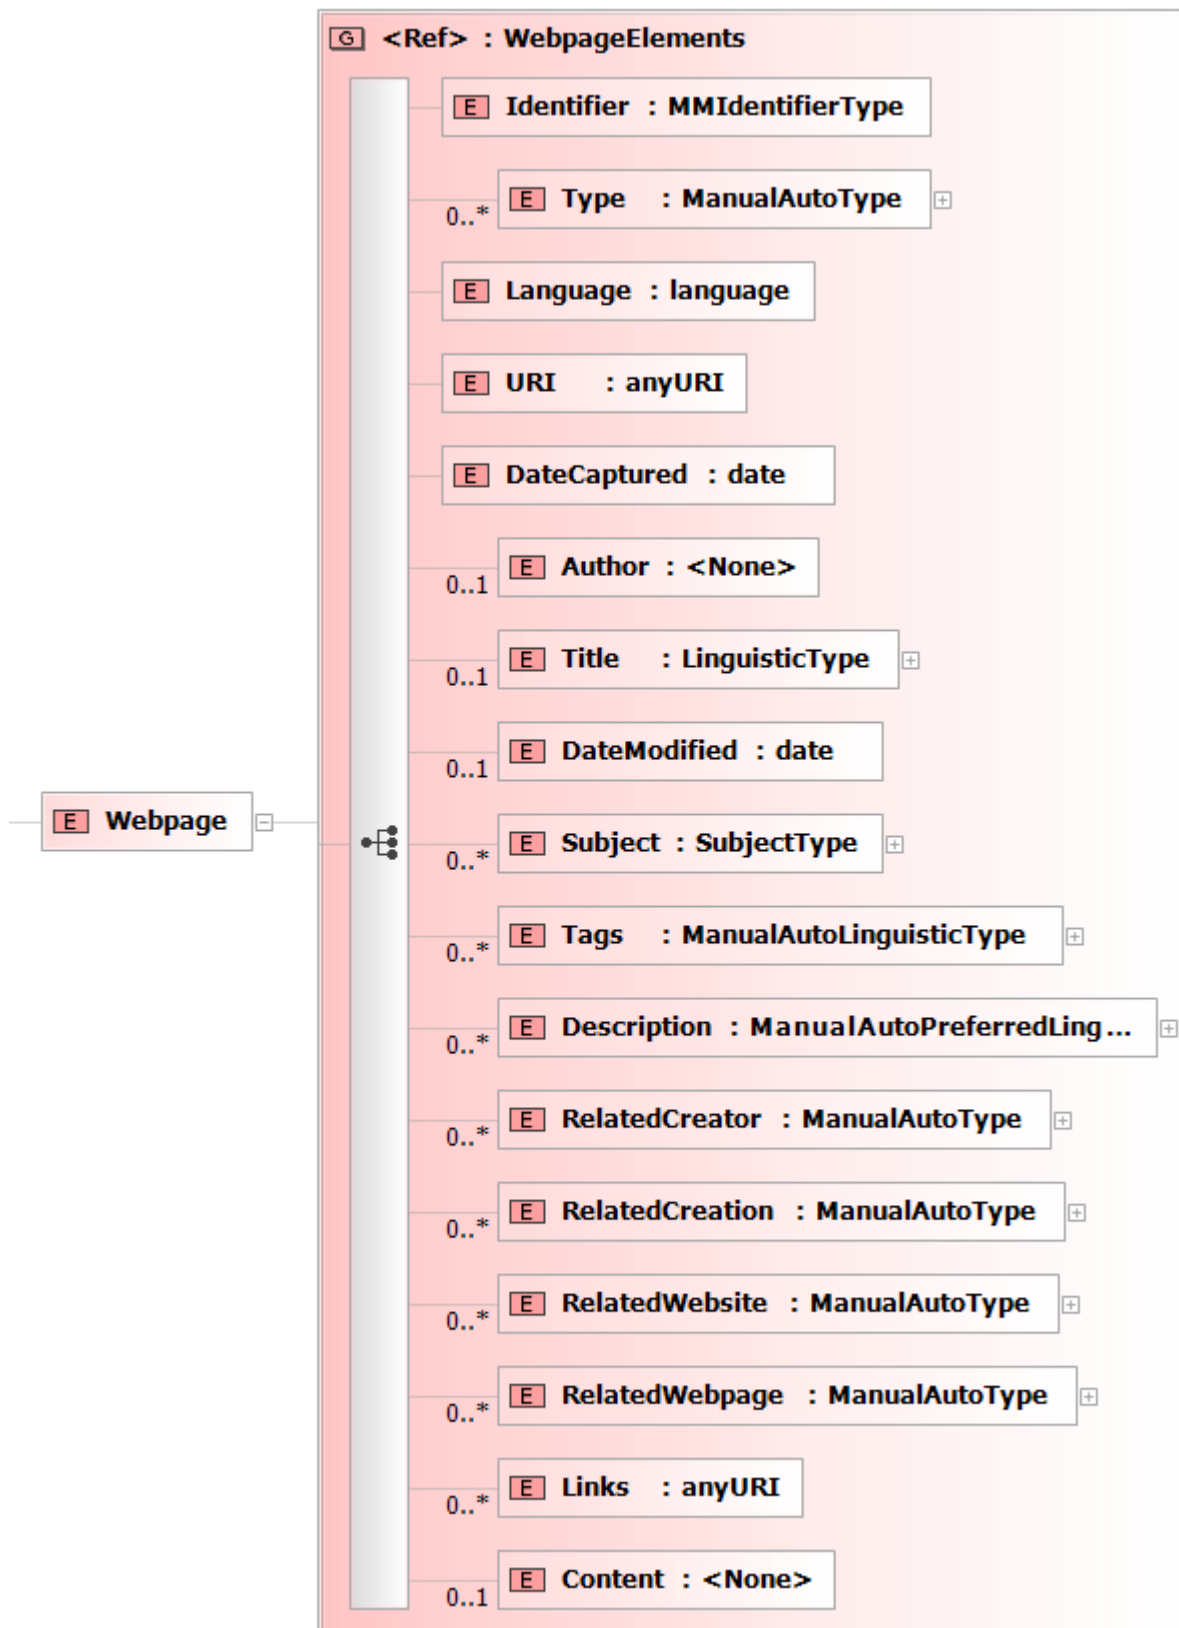 G <Ref> : WebpageElements
E Identifier : MMIdentifierType
E Type : ManualAutoType
0..*
E Language : language
E URI : anyURI
E DateCaptured : date
E Author : <None>
0..1
E Title : LinguisticType
0..1
E DateModified : date
0..1
E Webpage
E Subject : SubjectType
0..*
E Tags : ManualAutoLinguisticType
0..*
E Description : ManualAutoPreferredLing...
0..*
E RelatedCreator : ManualAutoType
0..*
E RelatedCreation : ManualAutoType
0..*
E RelatedWebsite : ManualAutoType
0..*
E RelatedWebpage : ManualAutoType
0..*
E Links : anyURI
0..*
E Content : <None>
0..1